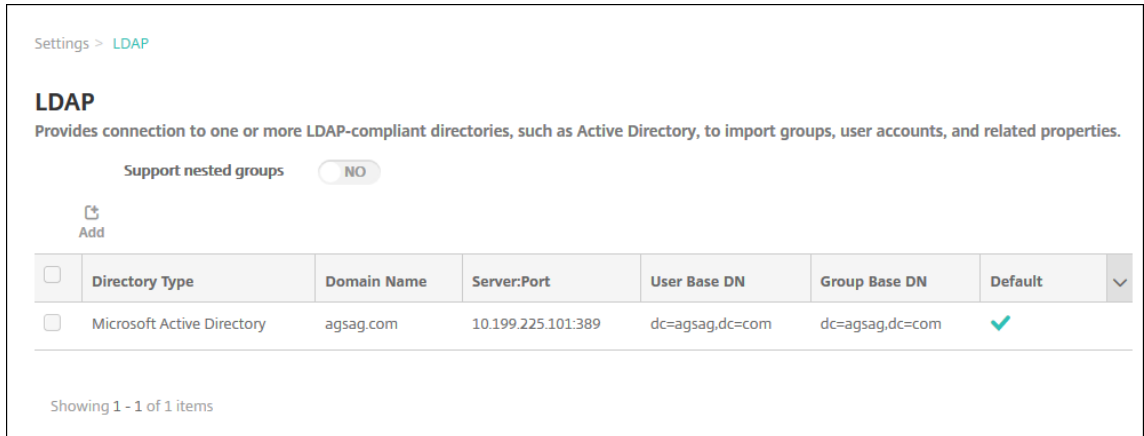 Settings > LDAP
LDAP
Provides connection to one or more LDAP-compliant directories, such as Active Directory, to import groups, user accounts, and related properties.
Support nested groups NO
Add
Directory Type Domain Name Server:Port User Base DN Group Base DN Default
Microsoft Active Directory agsag.com 10.199.225.101:389 dc=agsag,dc=com dc=agsag,dc=com
Showing 1 - 1 of 1 items